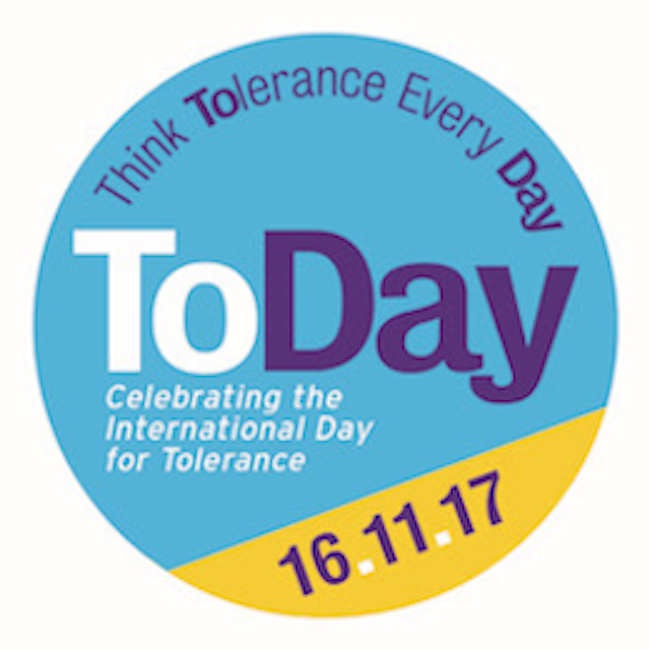 Think Tolerance Every Day
ToDay
Celebrating the
International Day
for Tolerance
16.11.17